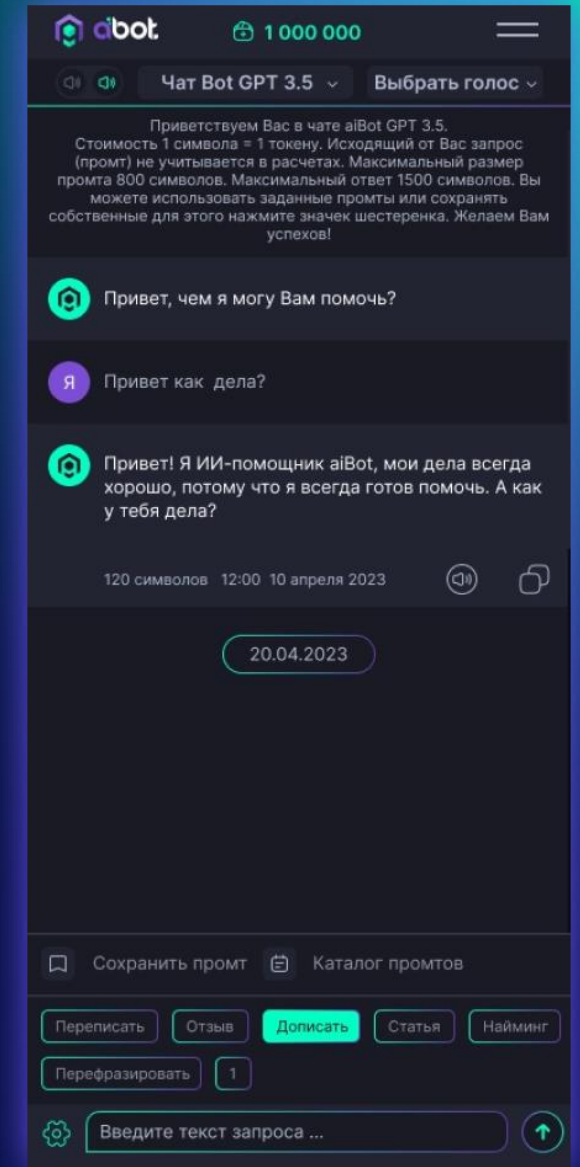 aibot
1 000 000
Чат Bot GPT 3.5
Выбрать голос
Приветствуем Вас в чате aiBot GPT 3.5.
Стоимость 1 символа = 1 токену. Исходящий от Вас запрос
(промт) не учитывается в расчетах. Максимальный размер
промта 800 символов. Максимальный ответ 1500 символов. Вы
можете использовать заданные промты или сохранять
собственные для этого нажмите значек шестеренка. Желаем Вам
успехов!
Привет, чем я могу Вам помочь?
Я
Привет как дела?
Привет! Я ИИ-помощник aiBot, мои дела всегда
хорошо, потому что я всегда готов помочь. А как
у тебя дела?
120 символов 12:00 10 апреля 2023
20.04.2023
Сохранить промт
Каталог промтов
Переписать
Отзыв
Дописать
Статья
Найминг
Перефразировать
1
Введите текст запроса ...